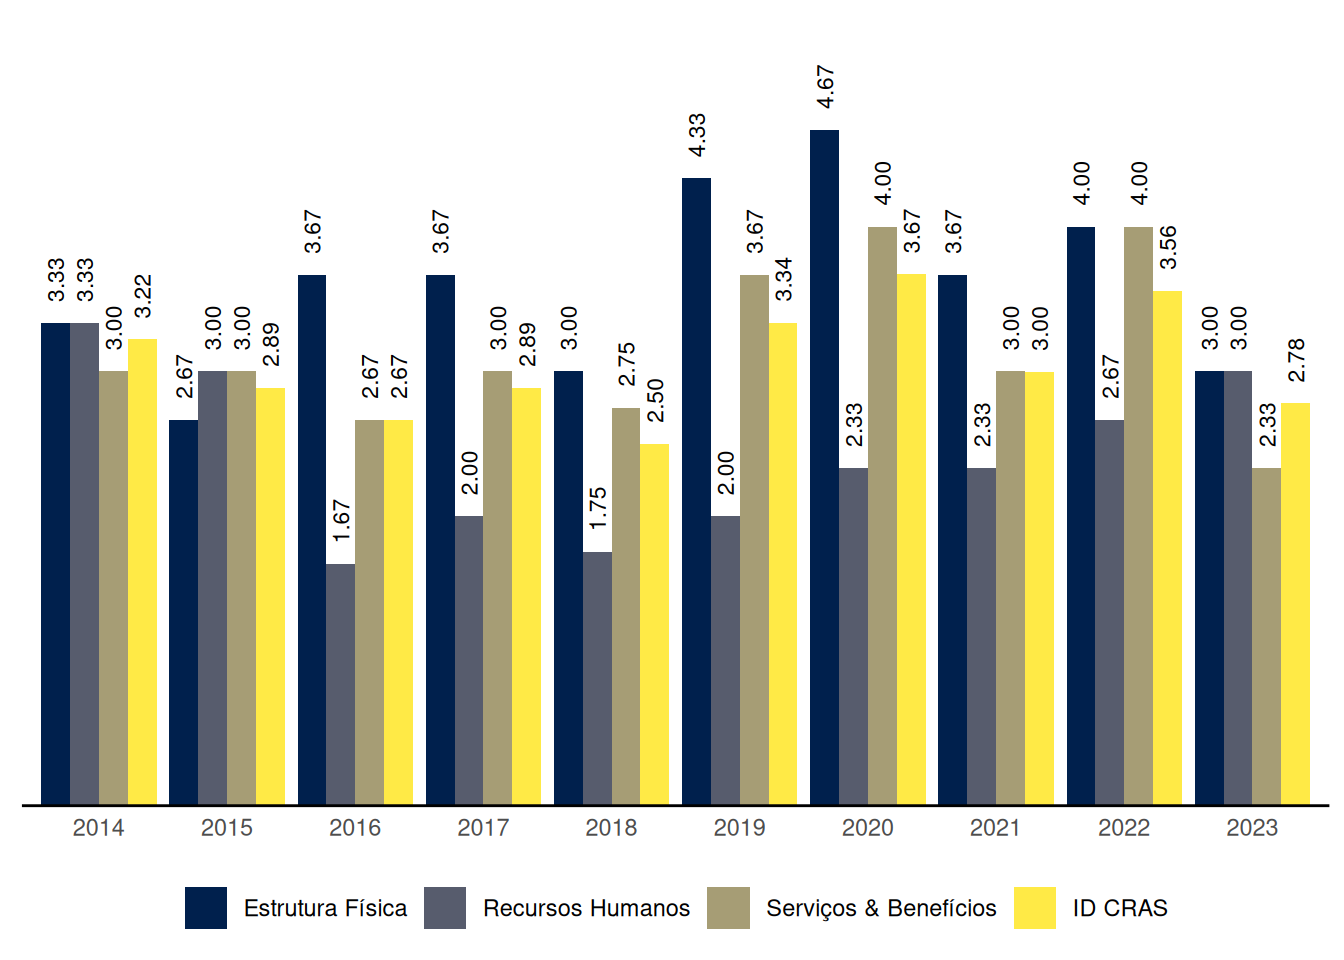 3.33 3.33 3.00 3.22
2.67 3.00 3.00 2.89
3.67 1.67 2.67 2.67
3.67 2.00 3.00 2.89
3.00 1.75 2.75 2.50
4.33 2.00 3.67 3.34
4.67 2.33 4.00 3.67
3.67 2.33 3.00 3.00
4.00 2.67 4.00 3.56
3.00 3.00 2.33 2.78
2014 2015 2016 2017 2018 2019 2020 2021 2022 2023
Estrutura Física Recursos Humanos Serviços & Benefícios ID CRAS